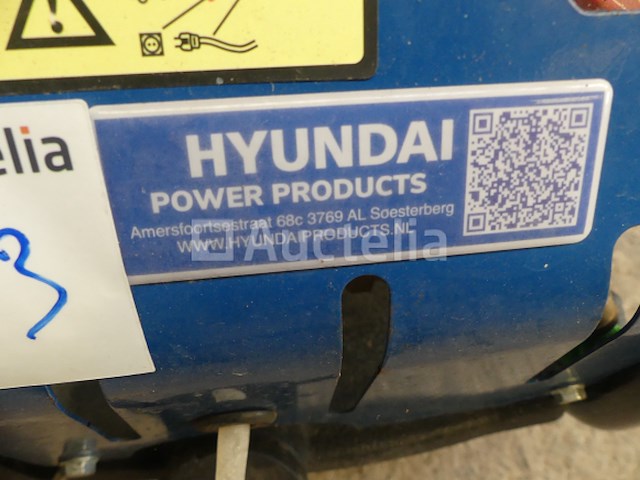 elia
HYUNDAI
POWER PRODUCTS
Amersfoortsestraat 68c 3769 AL Soesterberg
WWW.HYUNDAIPRODUCTS.NL
Auctelia